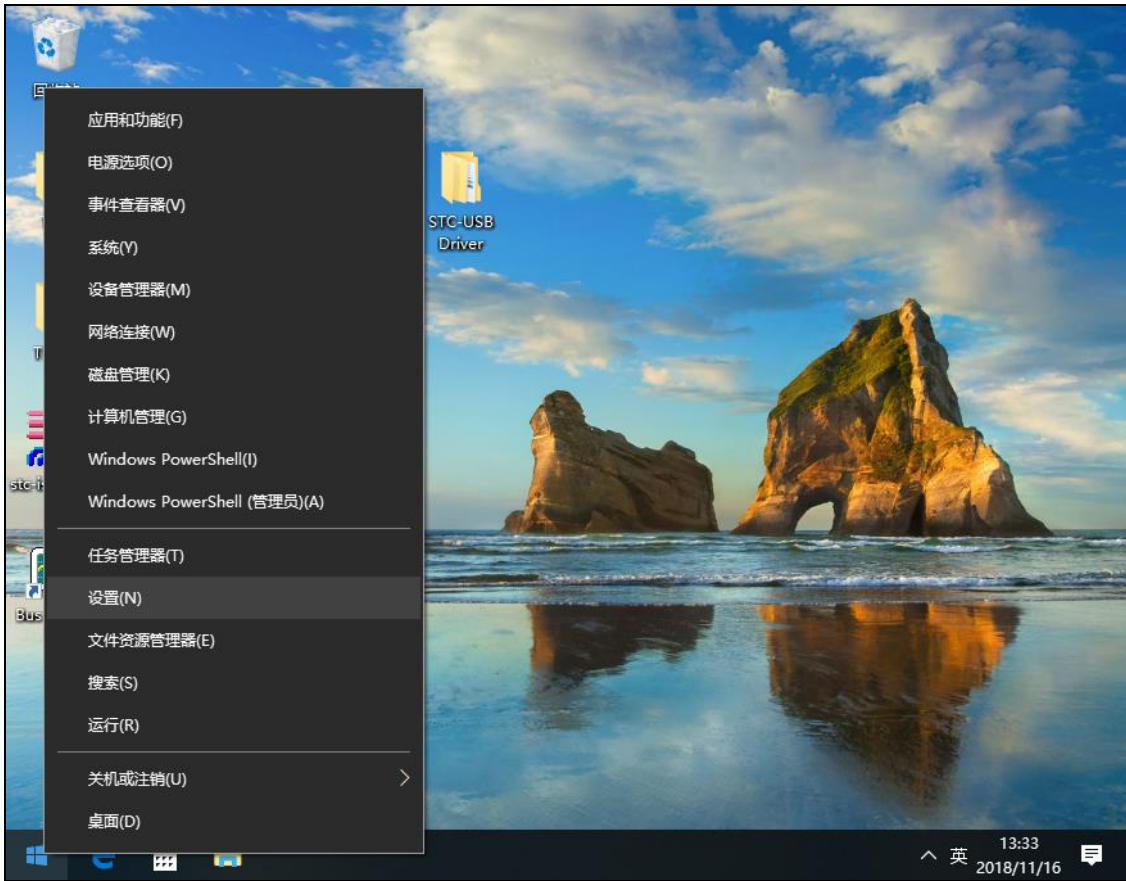 应用和功能(F)
电源选项(O)
事件查看器(V)
系统(Y)
设备管理器(M)
网络连接(W)
磁盘管理(K)
计算机管理(G)
Windows PowerShell(I)
Windows PowerShell (管理员)(A)
任务管理器(T)
设置(N)
文件资源管理器(E)
搜索(S)
运行(R)
关机或注销(U)
桌面(D)
STC-USB
Driver
stc-i
Bus
英
13:33
2018/11/16